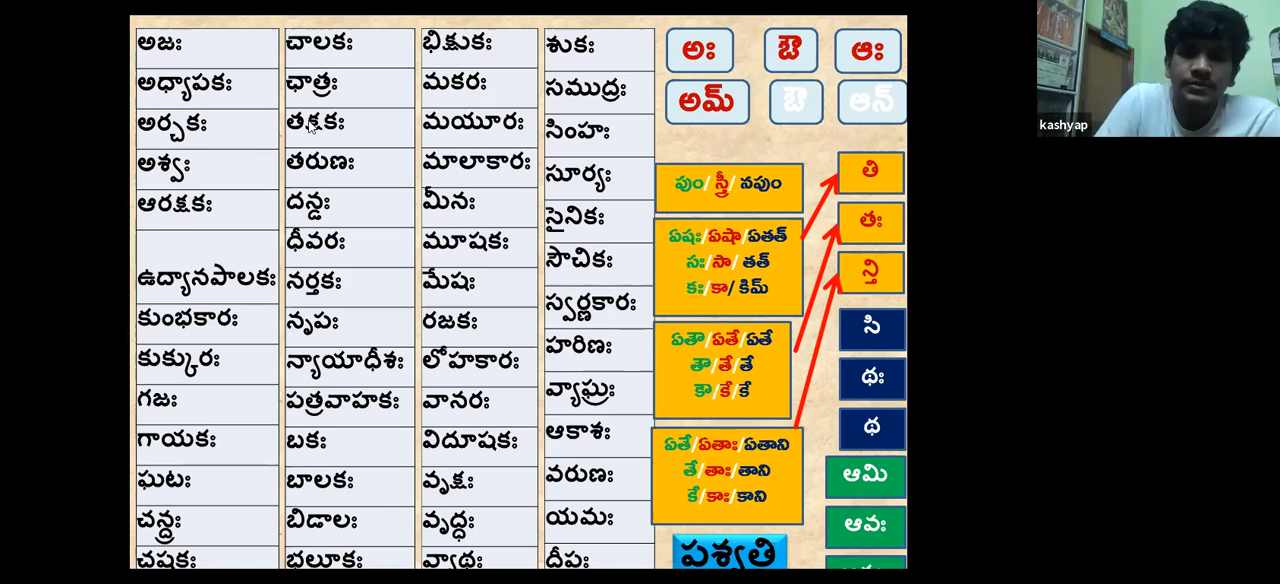 అజః
అధ్యాపకః
అర్చకః
అశ్వః
ఆరక్షకః
ఉద్యానపాలకః
కుంభకారః
కుక్కురః
గజః
గాయకః
ఘటః
చన్ద్రః
చషకః
చాలకః
ఛాత్రః
తక్షకః
తరుణః
దన్డః
ధీవరః
నర్తకః
నృపః
న్యాయాధీశః
పత్రవాహకః
బకః
బాలకః
బిడాలః
భల్లూకః
భిక్షుకః
మకరః
మయూరః
మాలాకారః
మీనః
మూషకః
మేషః
రజకః
లోహకారః
వానరః
విదూషకః
వృక్షః
వృద్ధః
వ్యాధః
శుకః
సముద్రః
సింహః
సూర్యః
సైనికః
సౌచికః
స్వర్ణకారః
హరిణః
వ్యాఘ్రః
ఆకాశః
వరుణః
యమః
దీపః
అః ఔ ఆః
అమ్ ఔ ఆన్
పుం/ స్త్రీ/ నపుం
ఏషః/ఏషా/ఏతత్
సః/సా/ తత్
కః/కా/ కిమ్
ఏతౌ/ఏతే/ఏతే
తౌ/తే/తే
కౌ/కే/కే
ఏతే/ఏతాః/ఏతాని
తే/తాః/తాని
కే/కాః/కాని
పశ్యతి
తి
తః
న్తి
సి
థః
థ
ఆమి
ఆవః
kashyap